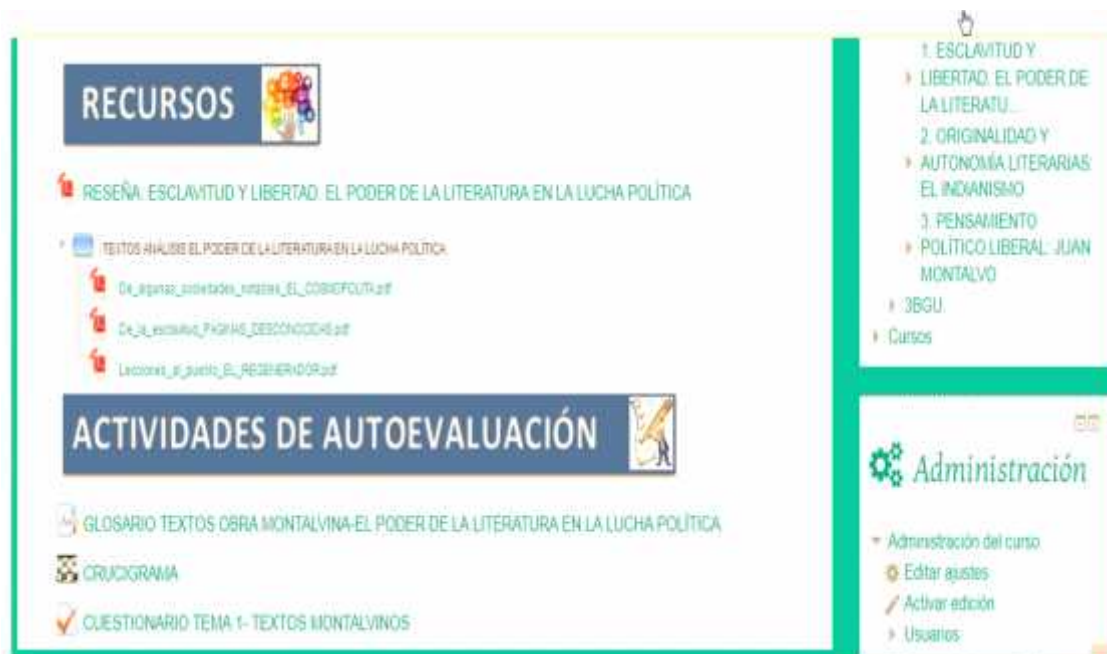 RECURSOS
RESEÑA. ESCLAVITUD Y LIBERTAD. EL PODER DE LA LITERATURA EN LA LUCHA POLÍTICA
TEXTOS ANÁLISIS EL PODER DE LA LITERATURA EN LA LUCHA POLÍTICA
De_algunas_sociedades_notables_EL_COSMOPOLITA.pdf
De_la_esclavitud_PAGINAS_DESCONOCIDAS.pdf
Lecciones_al_pueblo_EL_REGENERADOR.pdf
ACTIVIDADES DE AUTOEVALUACIÓN
GLOSARIO TEXTOS OBRA MONTALVINA-EL PODER DE LA LITERATURA EN LA LUCHA POLÍTICA
CRUCIGRAMA
CUESTIONARIO TEMA 1- TEXTOS MONTALVINOS
1. ESCLAVITUD Y
LIBERTAD. EL PODER DE
LA LITERATU...
2. ORIGINALIDAD Y
AUTONOMÍA LITERARIAS:
EL INDIANISMO
3. PENSAMIENTO
POLÍTICO LIBERAL: JUAN
MONTALVO
3BGU
Cursos
Administración
Administración del curso
Editar ajustes
Activar edición
Usuarios